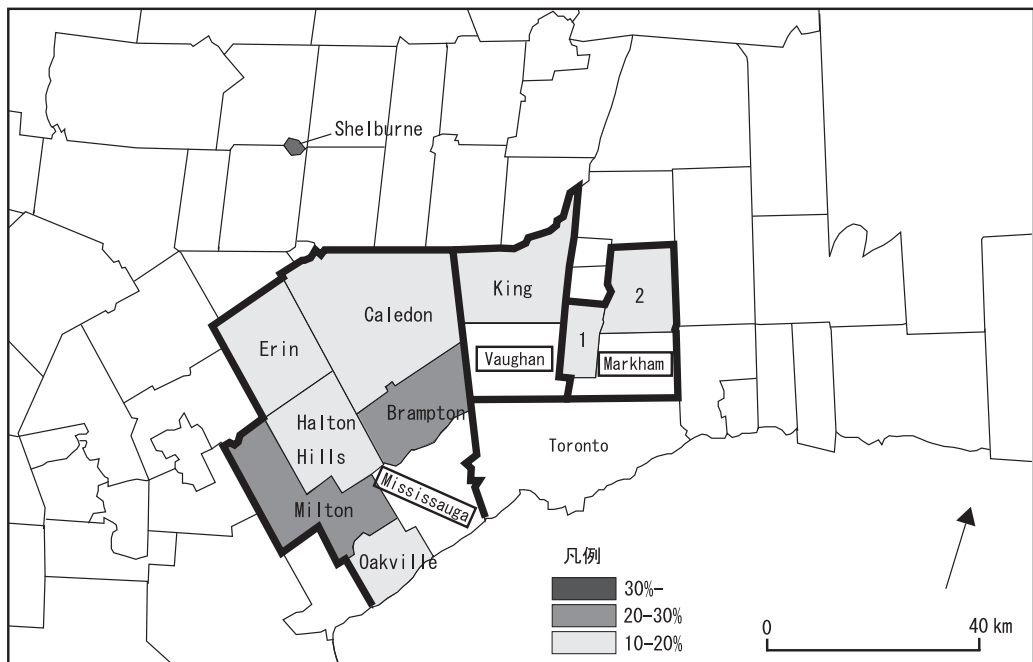 Shelburne
King
2
Caledon
1
Erin
Vaughan
Markham
Brampton
Halton
Hills
Toronto
Mississauga
Milton
Oakville
凡例
30%-
20-30%
10-20%
0
40 km